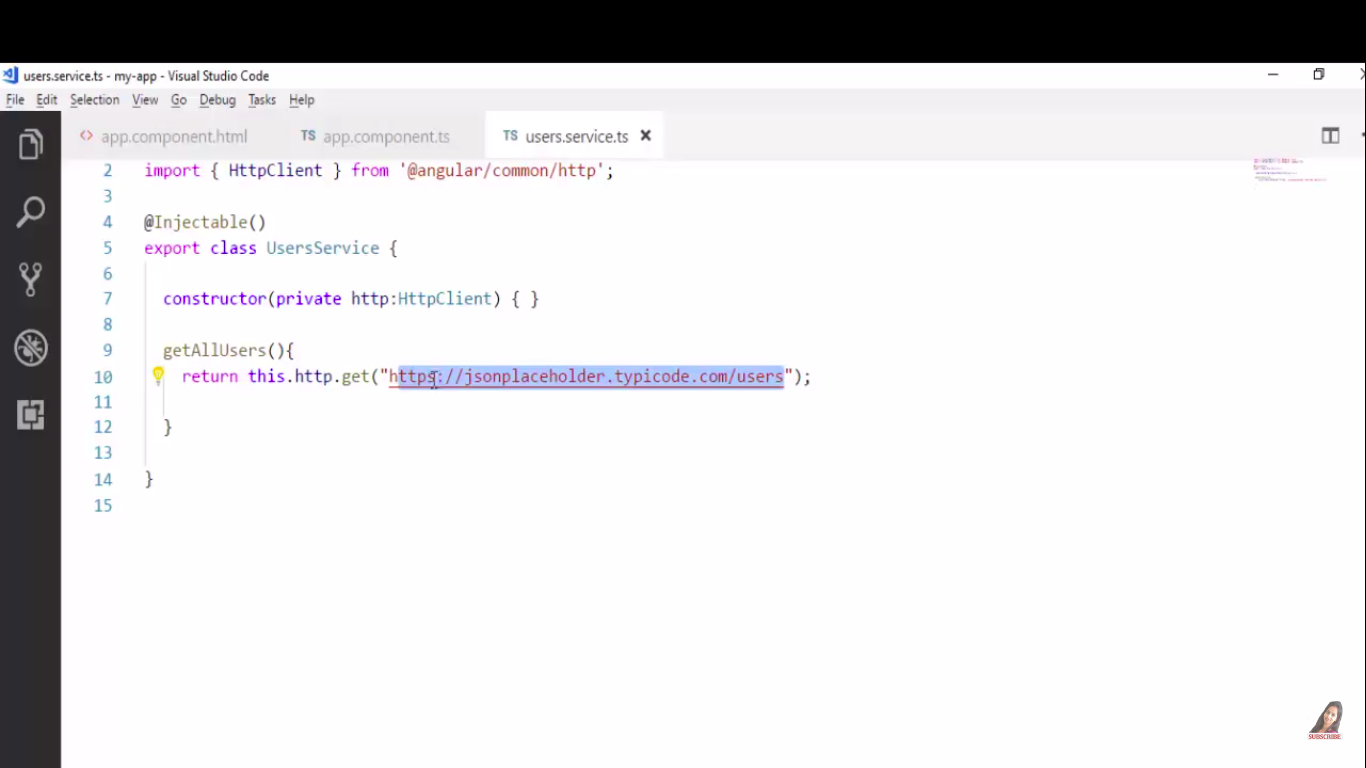 users.service.ts - my-app - Visual Studio Code
File Edit Selection View Go Debug Tasks Help
<> app.component.html TS app.component.ts TS users.service.ts
2 import { HttpClient } from '@angular/common/http';
3
4 @Injectable()
5 export class UsersService {
6
7 constructor(private http:HttpClient) { }
8
9 getAllUsers(){
10 return this.http.get("https://jsonplaceholder.typicode.com/users");
11
12 }
13
14 }
15
SUBSCRIBE